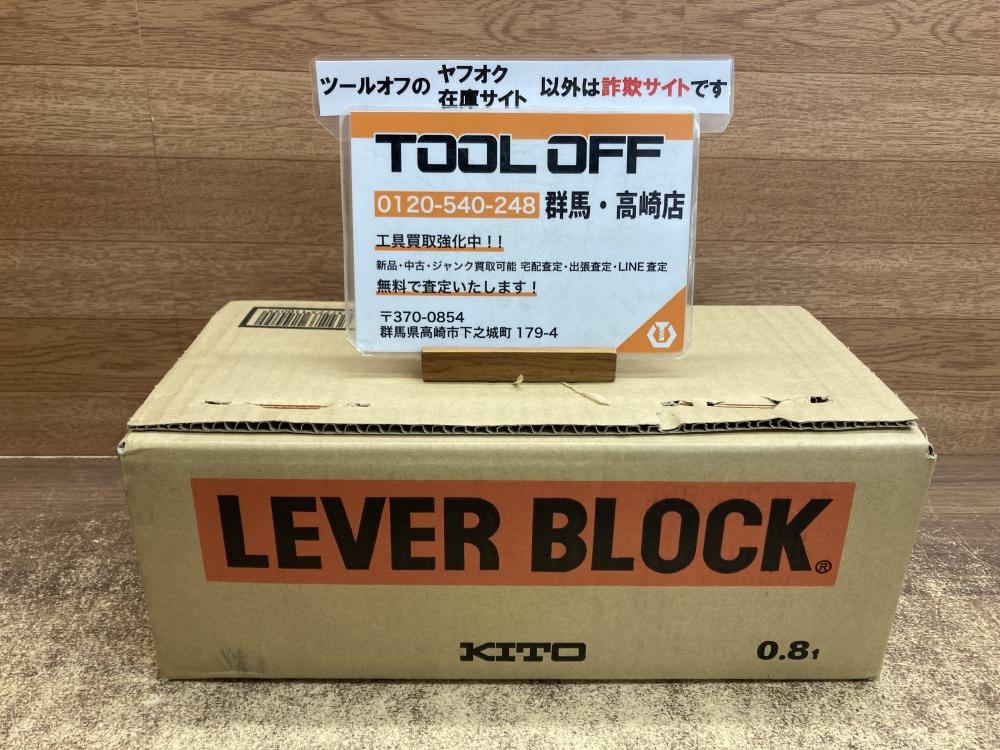 ツールオフの ヤフオク 在庫サイト 以外は詐欺サイトです
TOOL OFF
0120-540-248 群馬・高崎店
工具買取強化中！！
新品・中古・ジャンク買取可能 宅配査定・出張査定・LINE査定
無料で査定いたします！
〒370-0854
群馬県高崎市下之城町 179-4
LEVER BLOCK®
KITO
0.8t